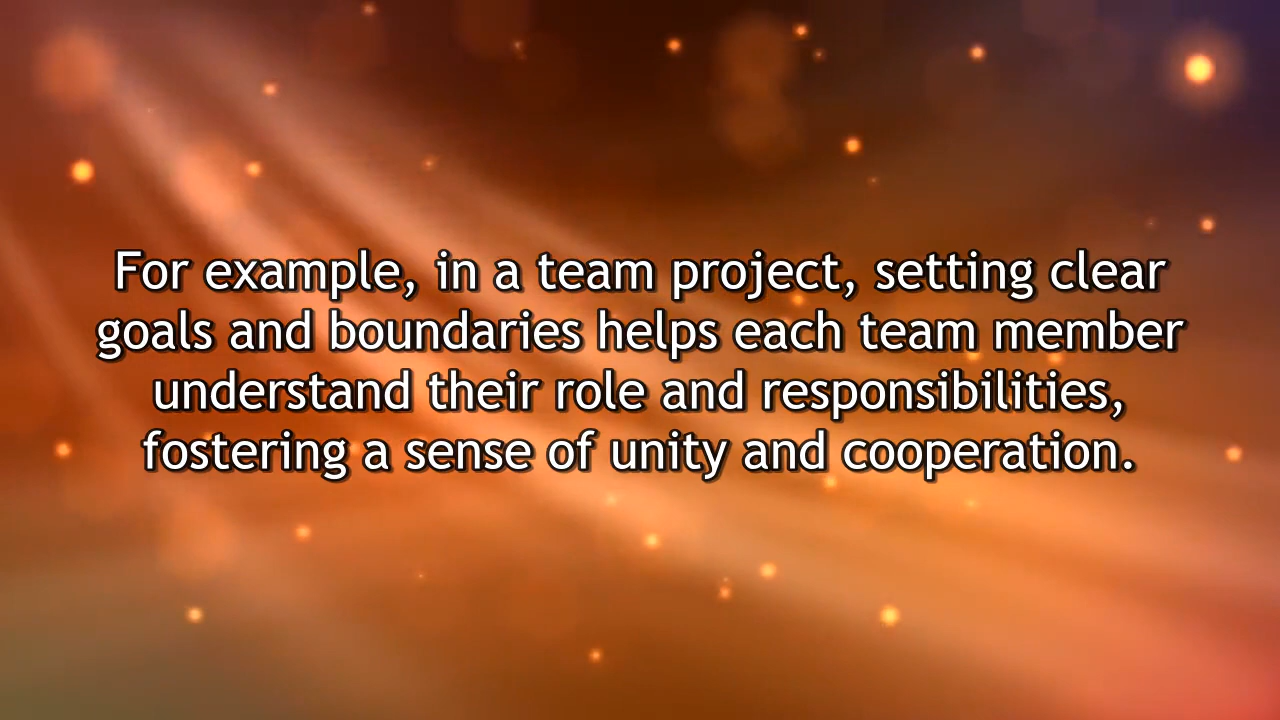 For example, in a team project, setting clear
goals and boundaries helps each team member
understand their role and responsibilities,
fostering a sense of unity and cooperation.